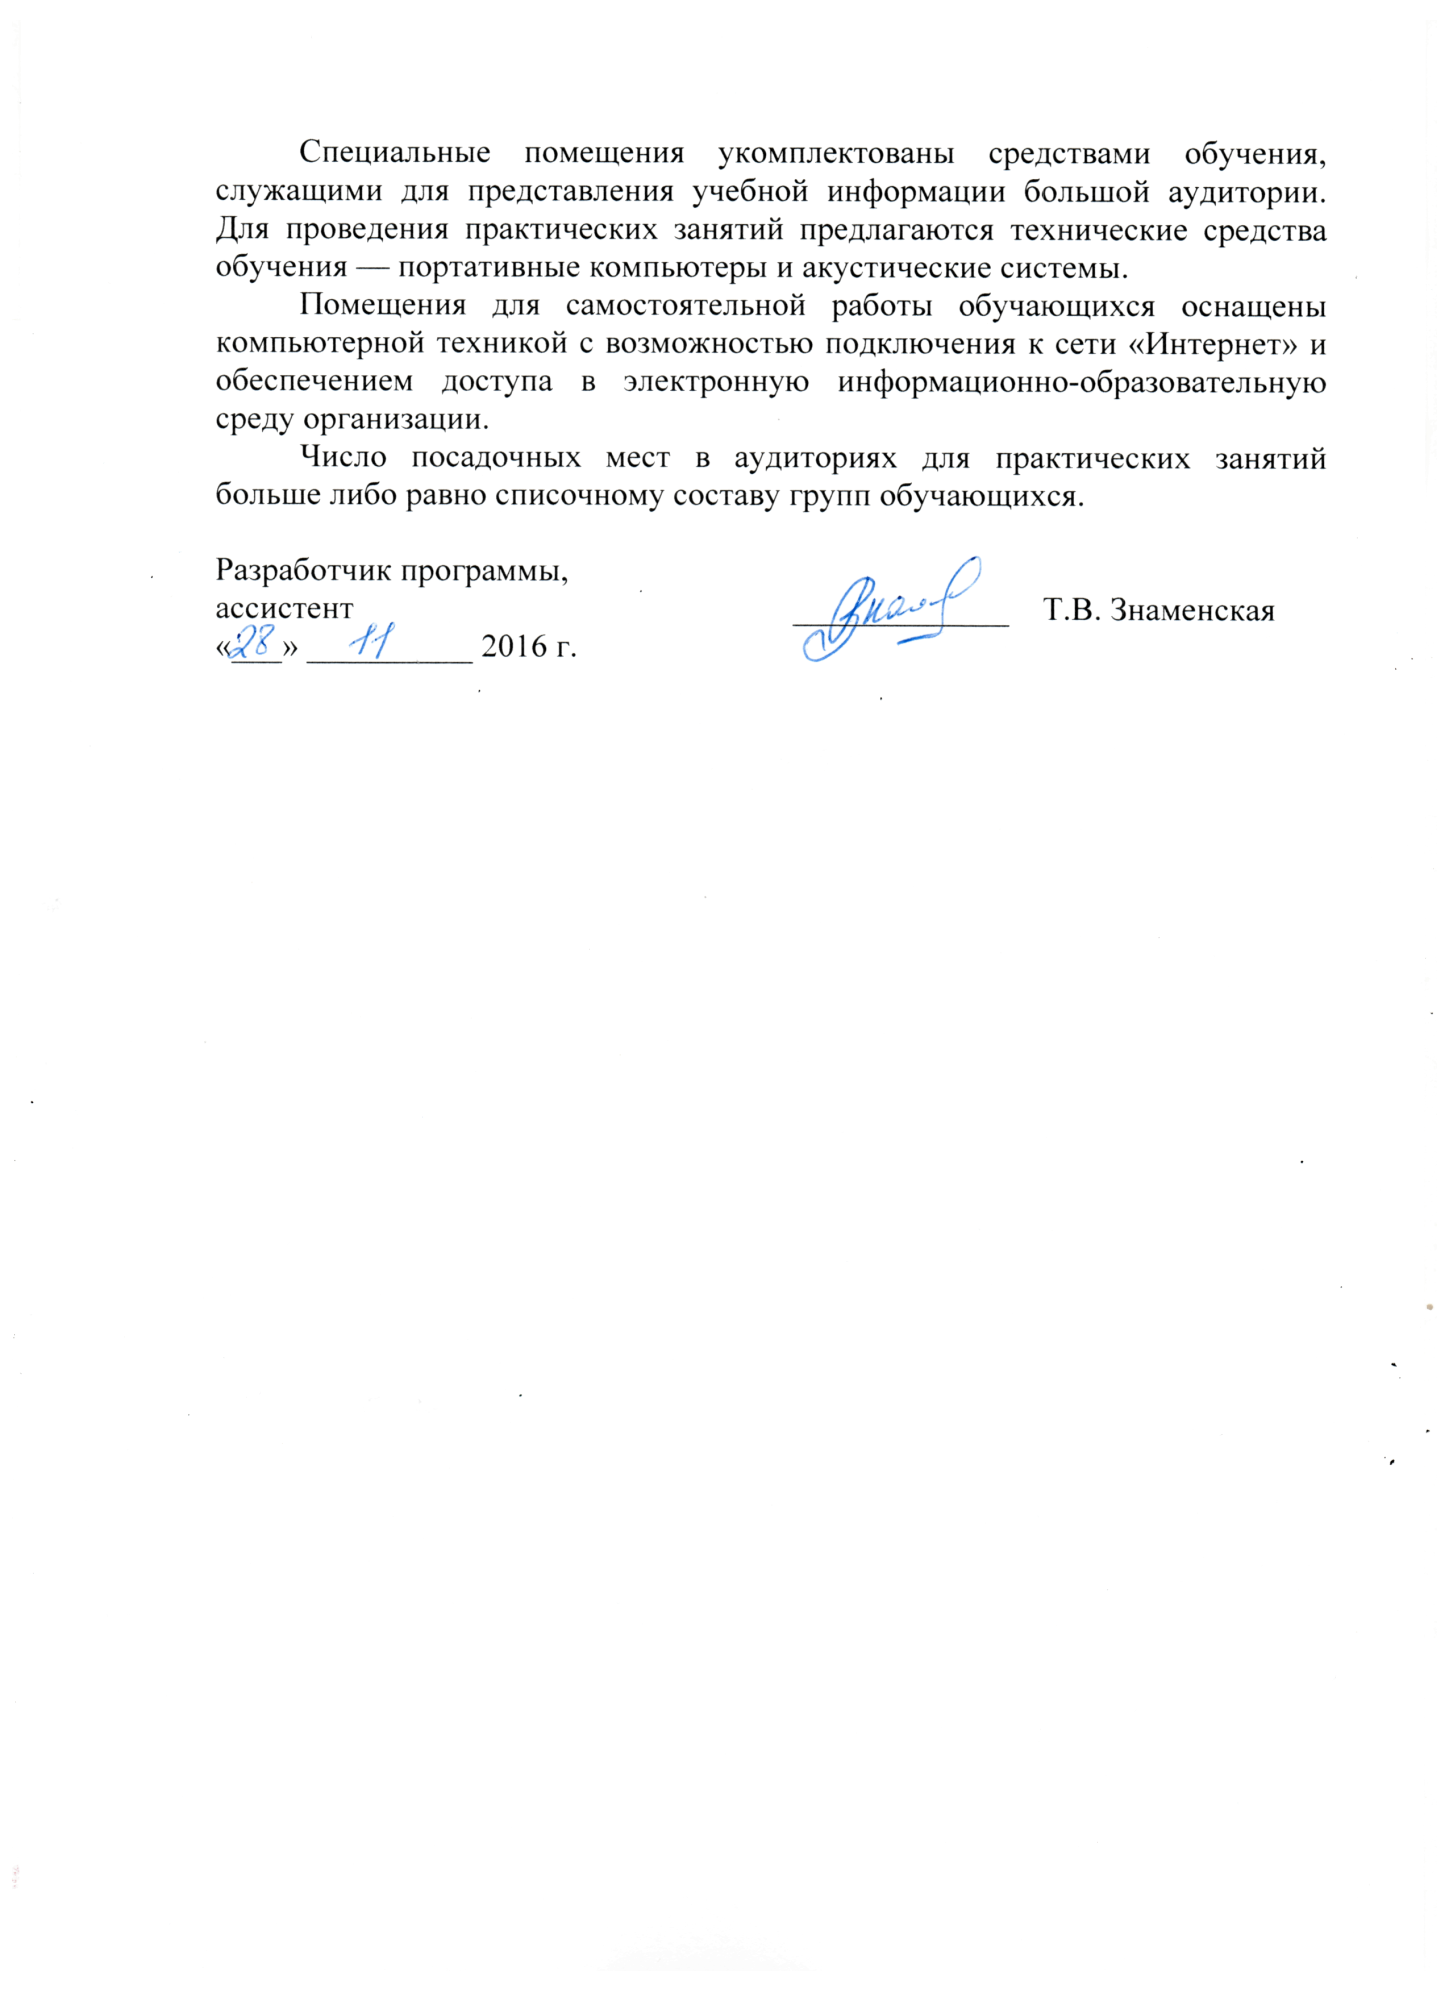 Специальные помещения укомплектованы средствами обучения,
служащими для представления учебной информации большой аудитории.
Для проведения практических занятий предлагаются технические средства
обучения — портативные компьютеры и акустические системы.
Помещения для самостоятельной работы обучающихся оснащены
компьютерной техникой с возможностью подключения к сети «Интернет» и
обеспечением доступа в электронную информационно-образовательную
среду организации.
Число посадочных мест в аудиториях для практических занятий
больше либо равно списочному составу групп обучающихся.
Разработчик программы,
ассистент Т.В. Знаменская
«28» 11 2016 г.